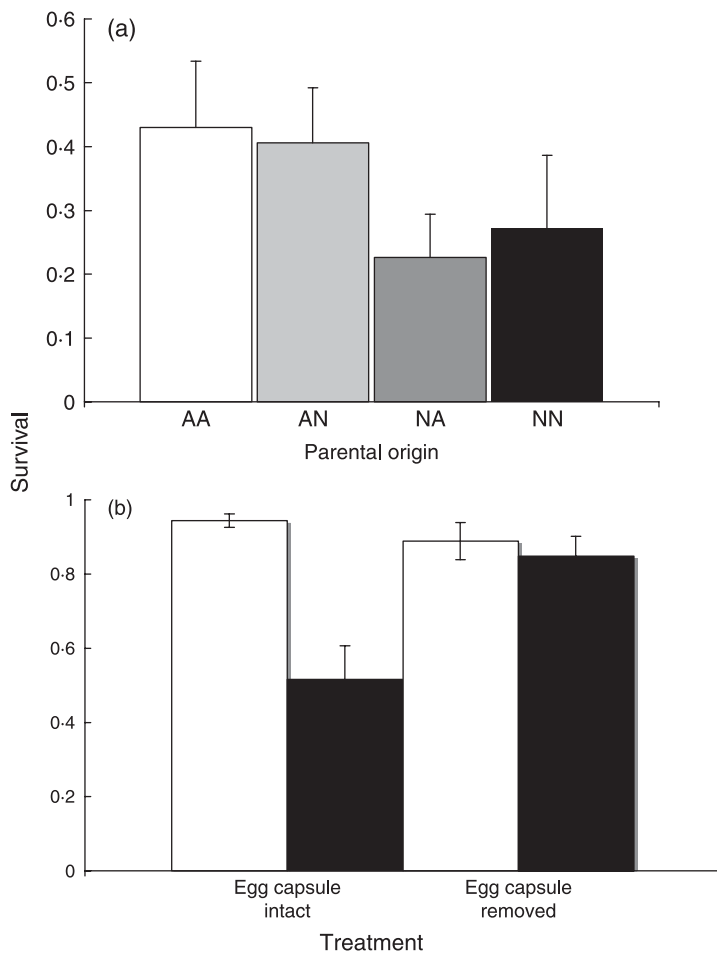 Survival
(a)
0·6
0·5
0·4
0·3
0·2
0·1
0
AA AN NA NN
Parental origin
(b)
1
0·8
0·6
0·4
0·2
0
Egg capsule intact
Egg capsule removed
Treatment